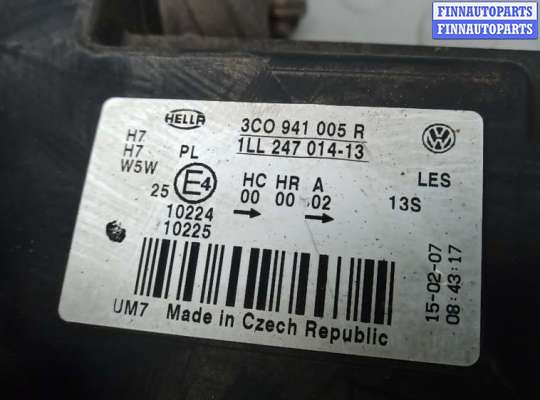 FINNAUTOPARTS
FINNAUTOPARTS
HELLA
3C0 941 005 R
1LL 247 014-13
H7
H7
W5W
PL
25
E4
HC HR A
00 00 02
LES
13S
10224
10225
15-02-07
08:43:17
UM7 Made in Czech Republic